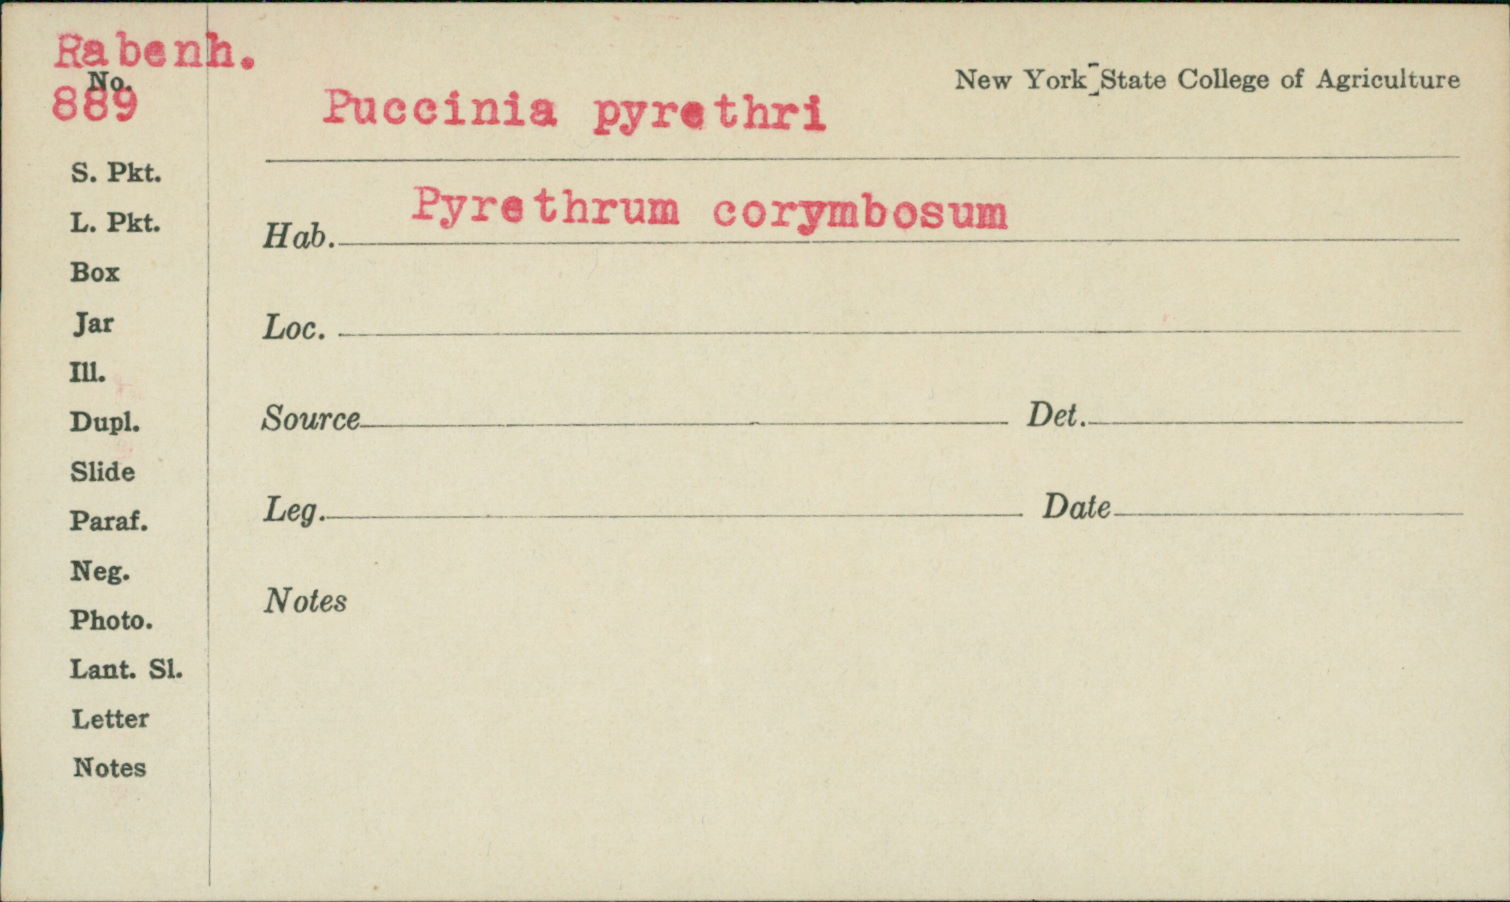 Rabenh.
No.
889
New York State College of Agriculture
Puccinia pyrethri
S. Pkt.
L. Pkt.
Box
Jar
Ill.
Dupl.
Slide
Paraf.
Neg.
Photo.
Lant. Sl.
Letter
Notes
Hab. Pyrethrum corymbosum
Loc.
Source Det.
Leg. Date
Notes